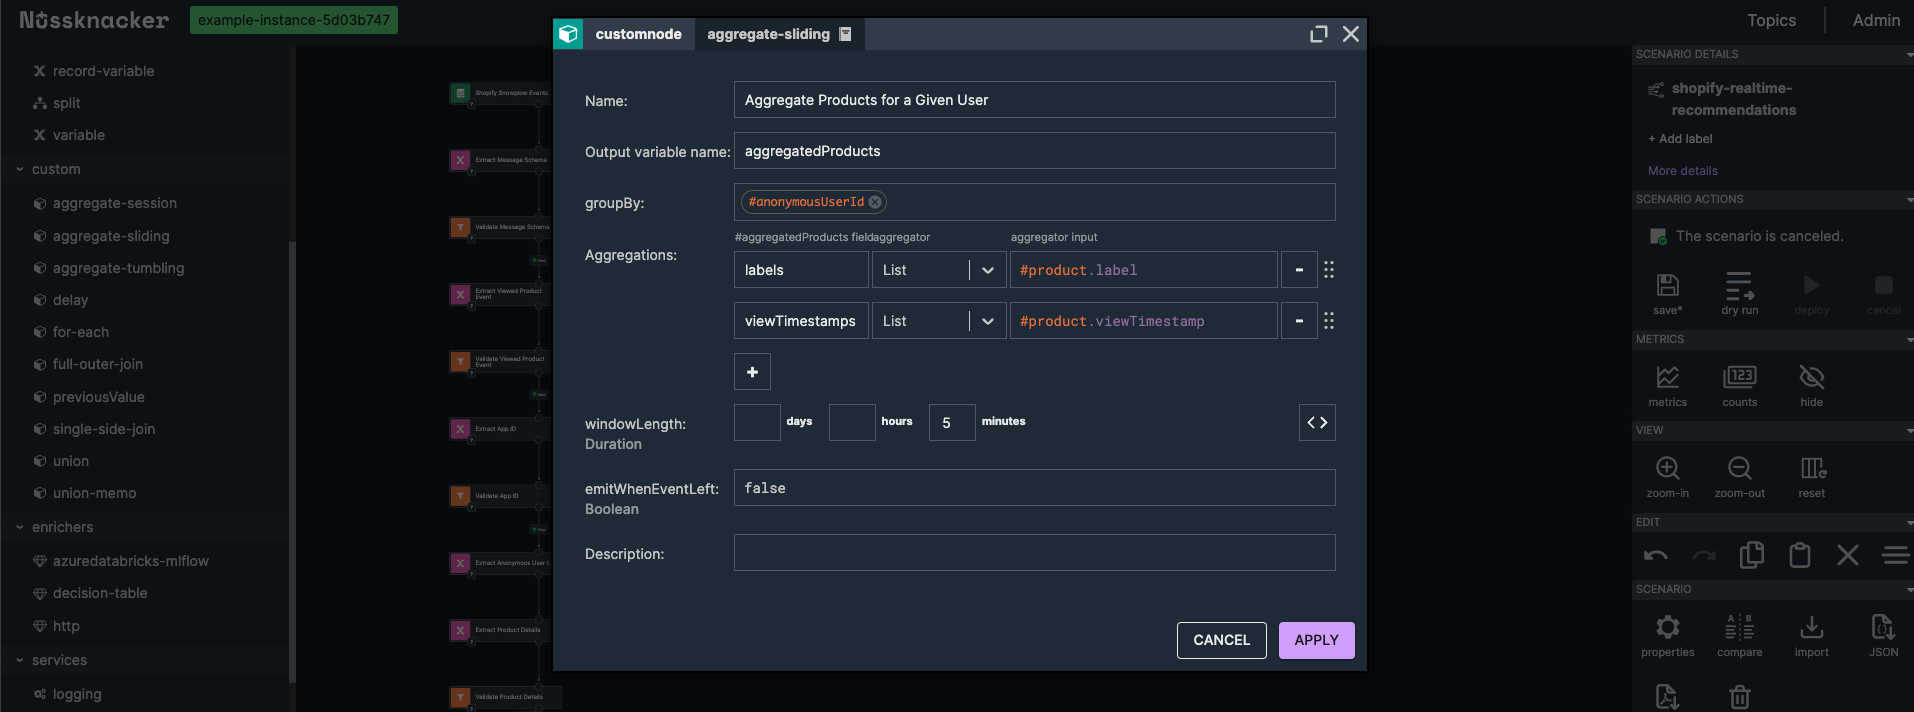 Nussknacker
example-instance-5d03b747
Topics
Admin
record-variable
split
variable
custom
aggregate-session
aggregate-sliding
aggregate-tumbling
delay
for-each
full-outer-join
previousValue
single-side-join
union
union-memo
enrichers
azuredatabricks-mlflow
decision-table
http
services
logging
Shopify Snowplow Events
Extract Message Schema
Validate Message Schema
Extract Viewed Product
Event
Validate Viewed Product
Event
Extract App ID
Validate App ID
Extract Anonymous User I...
Extract Product Details
Validate Product Details
customnode
aggregate-sliding
Name:
Aggregate Products for a Given User
Output variable name:
aggregatedProducts
groupBy:
#anonymousUserId
#aggregatedProducts field
aggregator
aggregator input
Aggregations:
labels
List
#product.label
-
viewTimestamps
List
#product.viewTimestamp
-
+
windowLength:
Duration
days
hours
5
minutes
<>
emitWhenEventLeft:
Boolean
false
Description:
CANCEL
APPLY
SCENARIO DETAILS
shopify-realtime-
recommendations
+ Add label
More details
SCENARIO ACTIONS
The scenario is canceled.
save*
dry run
deploy
cancel
METRICS
123
metrics
counts
hide
VIEW
zoom-in
zoom-out
reset
EDIT
SCENARIO
A B
properties
compare
import
JSON